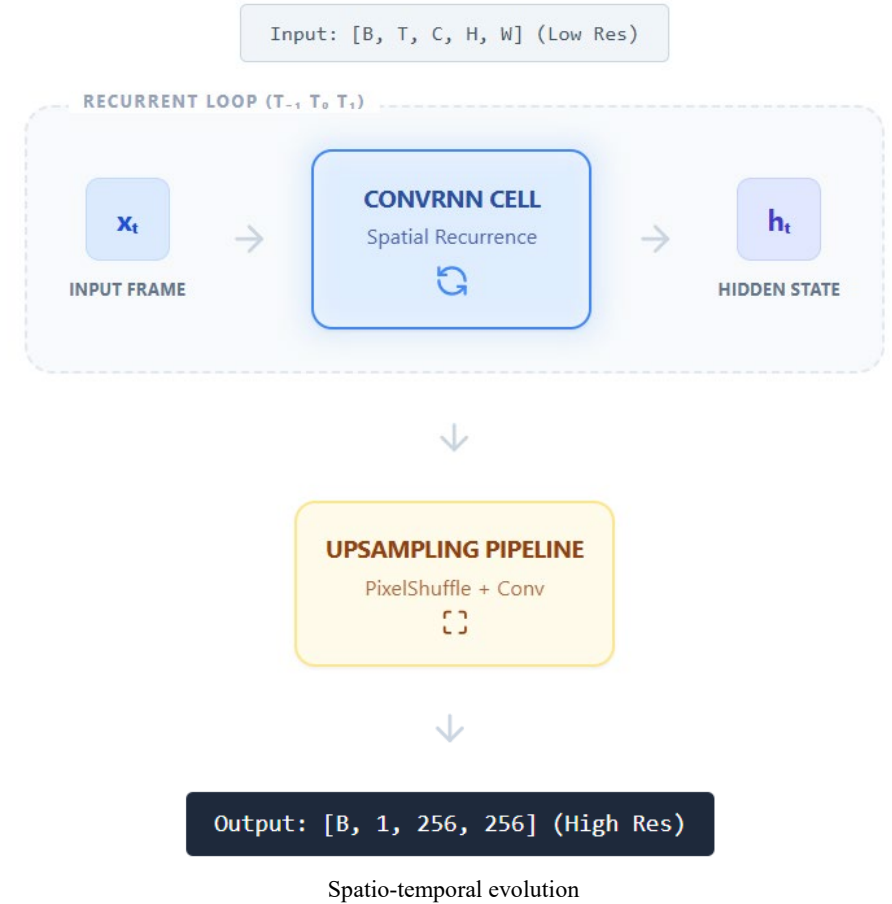 Input: [B, T, C, H, W] (Low Res)
RECURRENT LOOP (T₋₁ T₀ T₁)
CONVRNN CELL
Spatial Recurrence
xₜ
hₜ
INPUT FRAME
HIDDEN STATE
UPSAMPLING PIPELINE
PixelShuffle + Conv
Output: [B, 1, 256, 256] (High Res)
Spatio-temporal evolution